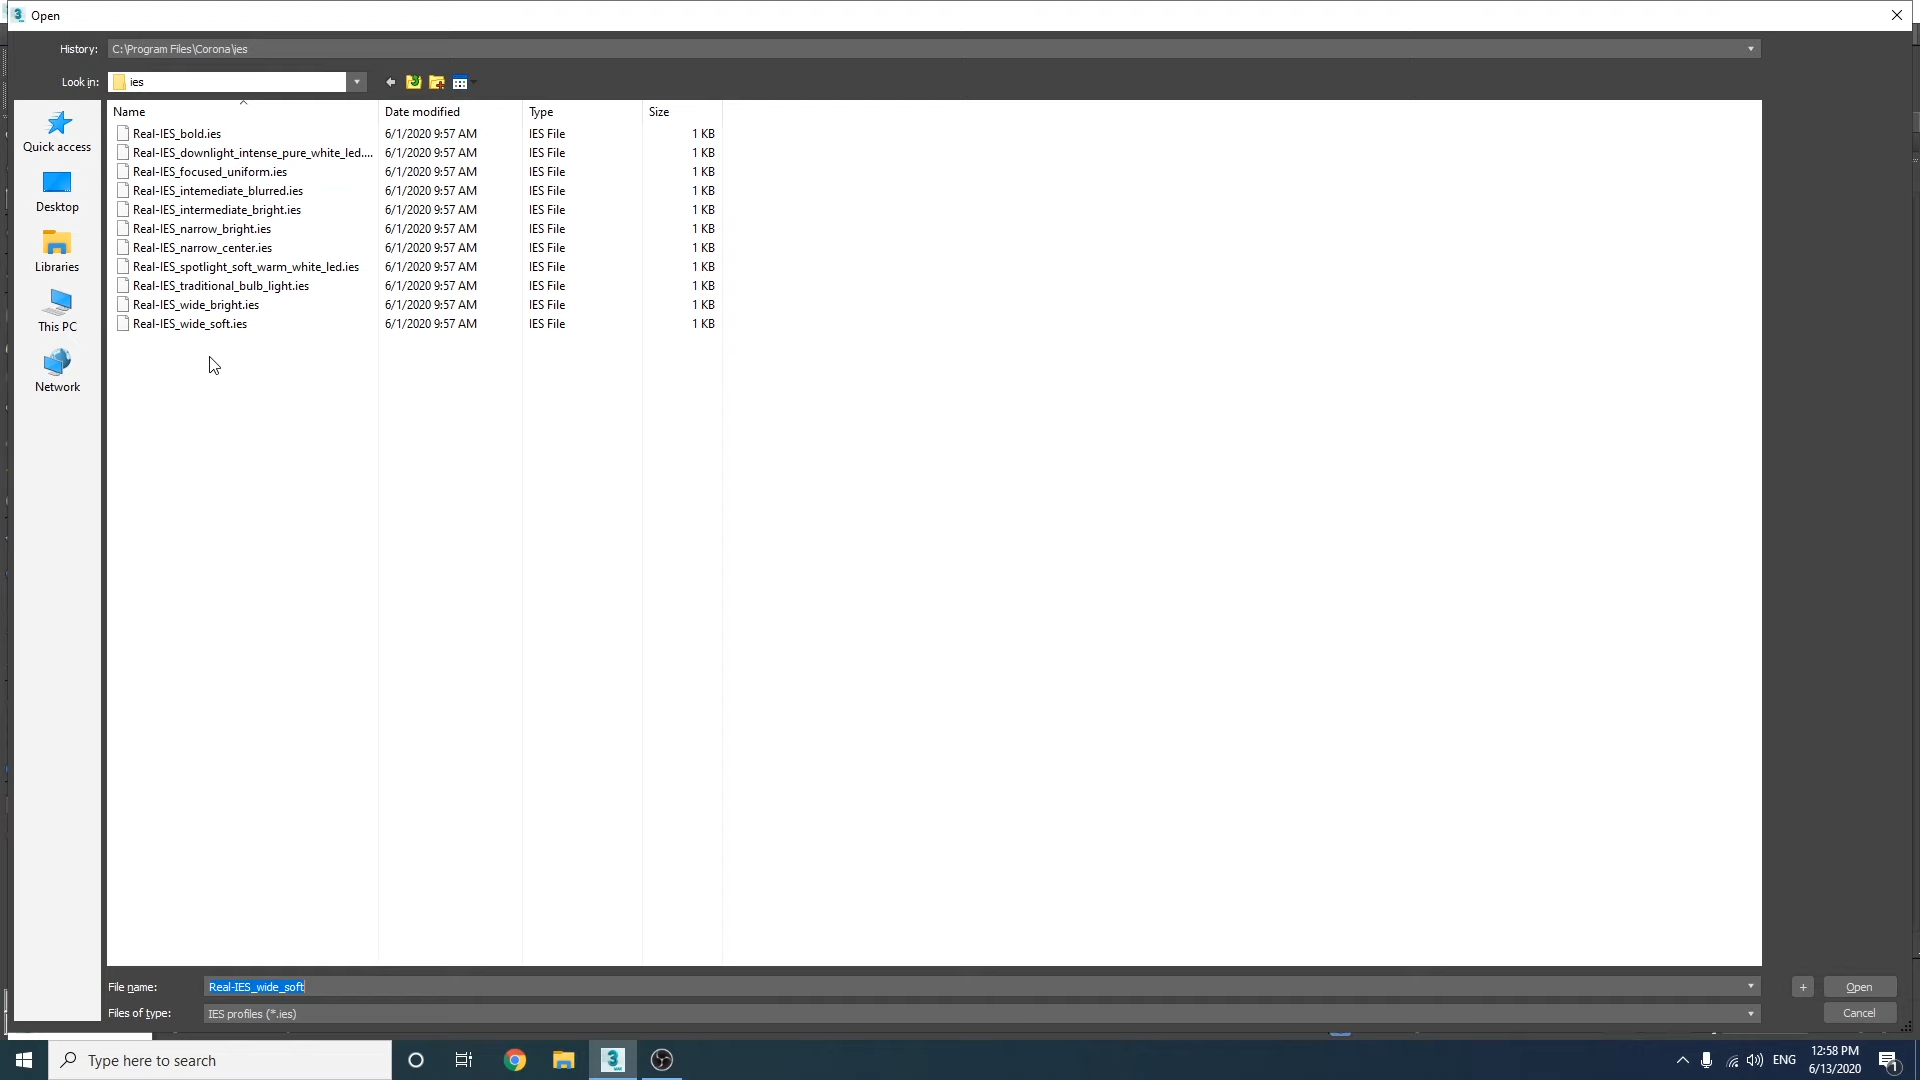 Open
History: C:\Program Files\Corona\ies
Look in: ies
Name Date modified Type Size
Real-IES_bold.ies 6/1/2020 9:57 AM IES File 1 KB
Real-IES_downlight_intense_pure_white_led.... 6/1/2020 9:57 AM IES File 1 KB
Real-IES_focused_uniform.ies 6/1/2020 9:57 AM IES File 1 KB
Real-IES_intemediate_blurred.ies 6/1/2020 9:57 AM IES File 1 KB
Real-IES_intermediate_bright.ies 6/1/2020 9:57 AM IES File 1 KB
Real-IES_narrow_bright.ies 6/1/2020 9:57 AM IES File 1 KB
Real-IES_narrow_center.ies 6/1/2020 9:57 AM IES File 1 KB
Real-IES_spotlight_soft_warm_white_led.ies 6/1/2020 9:57 AM IES File 1 KB
Real-IES_traditional_bulb_light.ies 6/1/2020 9:57 AM IES File 1 KB
Real-IES_wide_bright.ies 6/1/2020 9:57 AM IES File 1 KB
Real-IES_wide_soft.ies 6/1/2020 9:57 AM IES File 1 KB
Quick access
Desktop
Libraries
This PC
Network
File name: Real-IES_wide_soft
+ Open
Files of type: IES profiles (*.ies)
Cancel
Type here to search
ENG
12:58 PM
6/13/2020
1